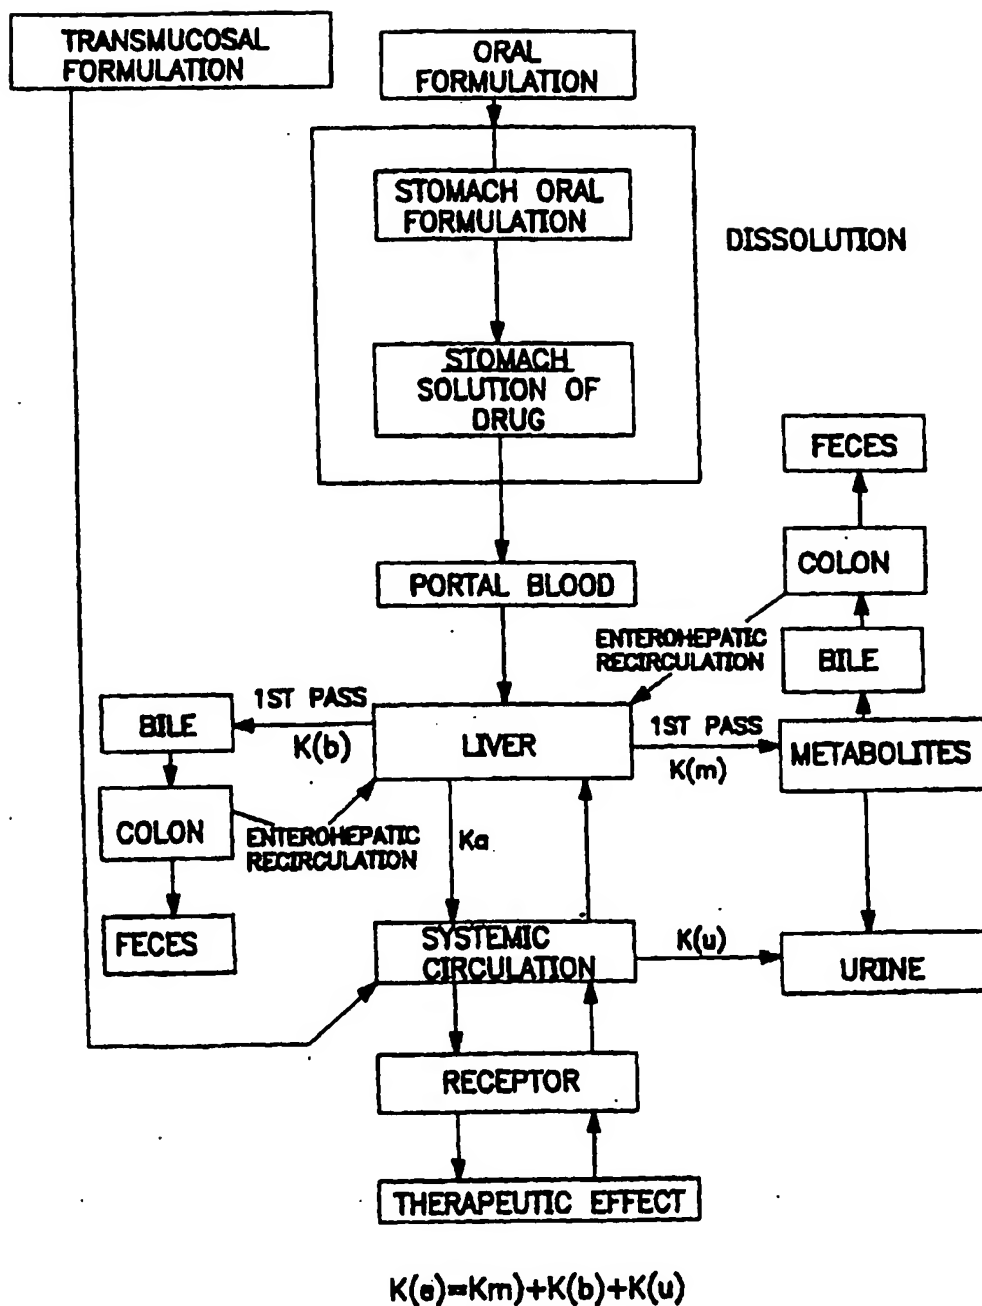 TRANSMUCOSAL
FORMULATION
ORAL
FORMULATION
STOMACH ORAL
FORMULATION
DISSOLUTION
STOMACH
SOLUTION OF
DRUG
FECES
COLON
PORTAL BLOOD
ENTEROHEPATIC
RECIRCULATION
BILE
BILE
1ST PASS
K(b)
LIVER
1ST PASS
K(m)
METABOLITES
COLON
ENTEROHEPATIC
RECIRCULATION
Ka
FECES
SYSTEMIC
CIRCULATION
K(u)
URINE
RECEPTOR
THERAPEUTIC EFFECT
K(e)=Km)+K(b)+K(u)